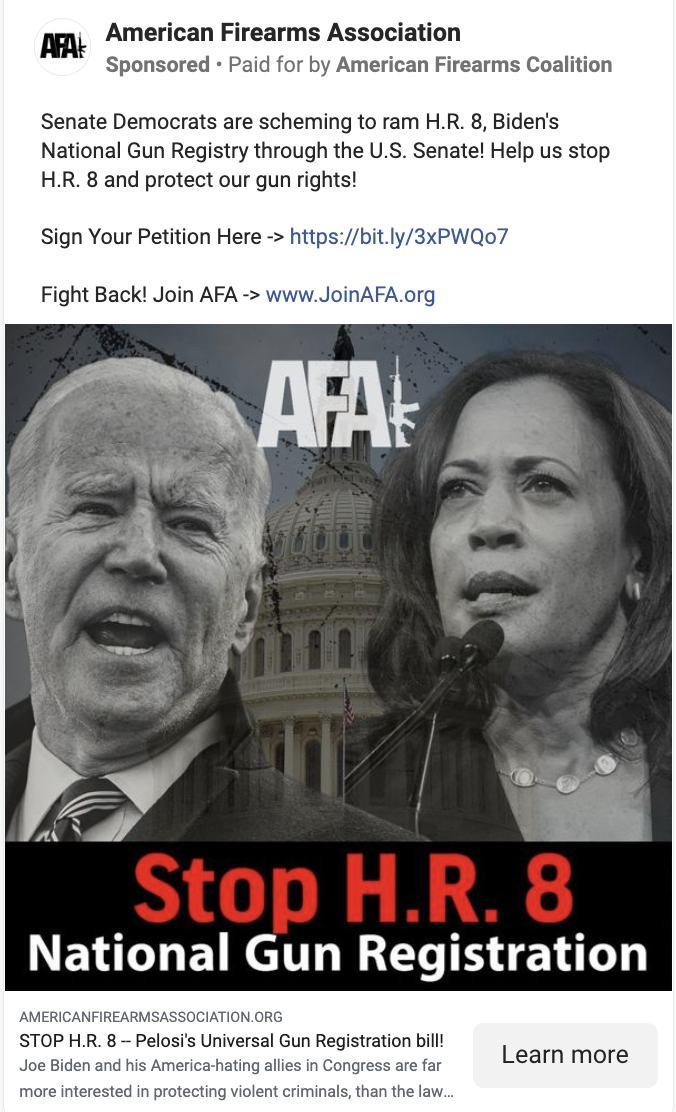 AFA
American Firearms Association
Sponsored • Paid for by American Firearms Coalition
Senate Democrats are scheming to ram H.R. 8, Biden's
National Gun Registry through the U.S. Senate! Help us stop
H.R. 8 and protect our gun rights!
Sign Your Petition Here -> https://bit.ly/3xPWQo7
Fight Back! Join AFA -> www.JoinAFA.org
AFA
Stop H.R. 8
National Gun Registration
AMERICANFIREARMSASSOCIATION.ORG
STOP H.R. 8 -- Pelosi's Universal Gun Registration bill!
Joe Biden and his America-hating allies in Congress are far
more interested in protecting violent criminals, than the law…
Learn more